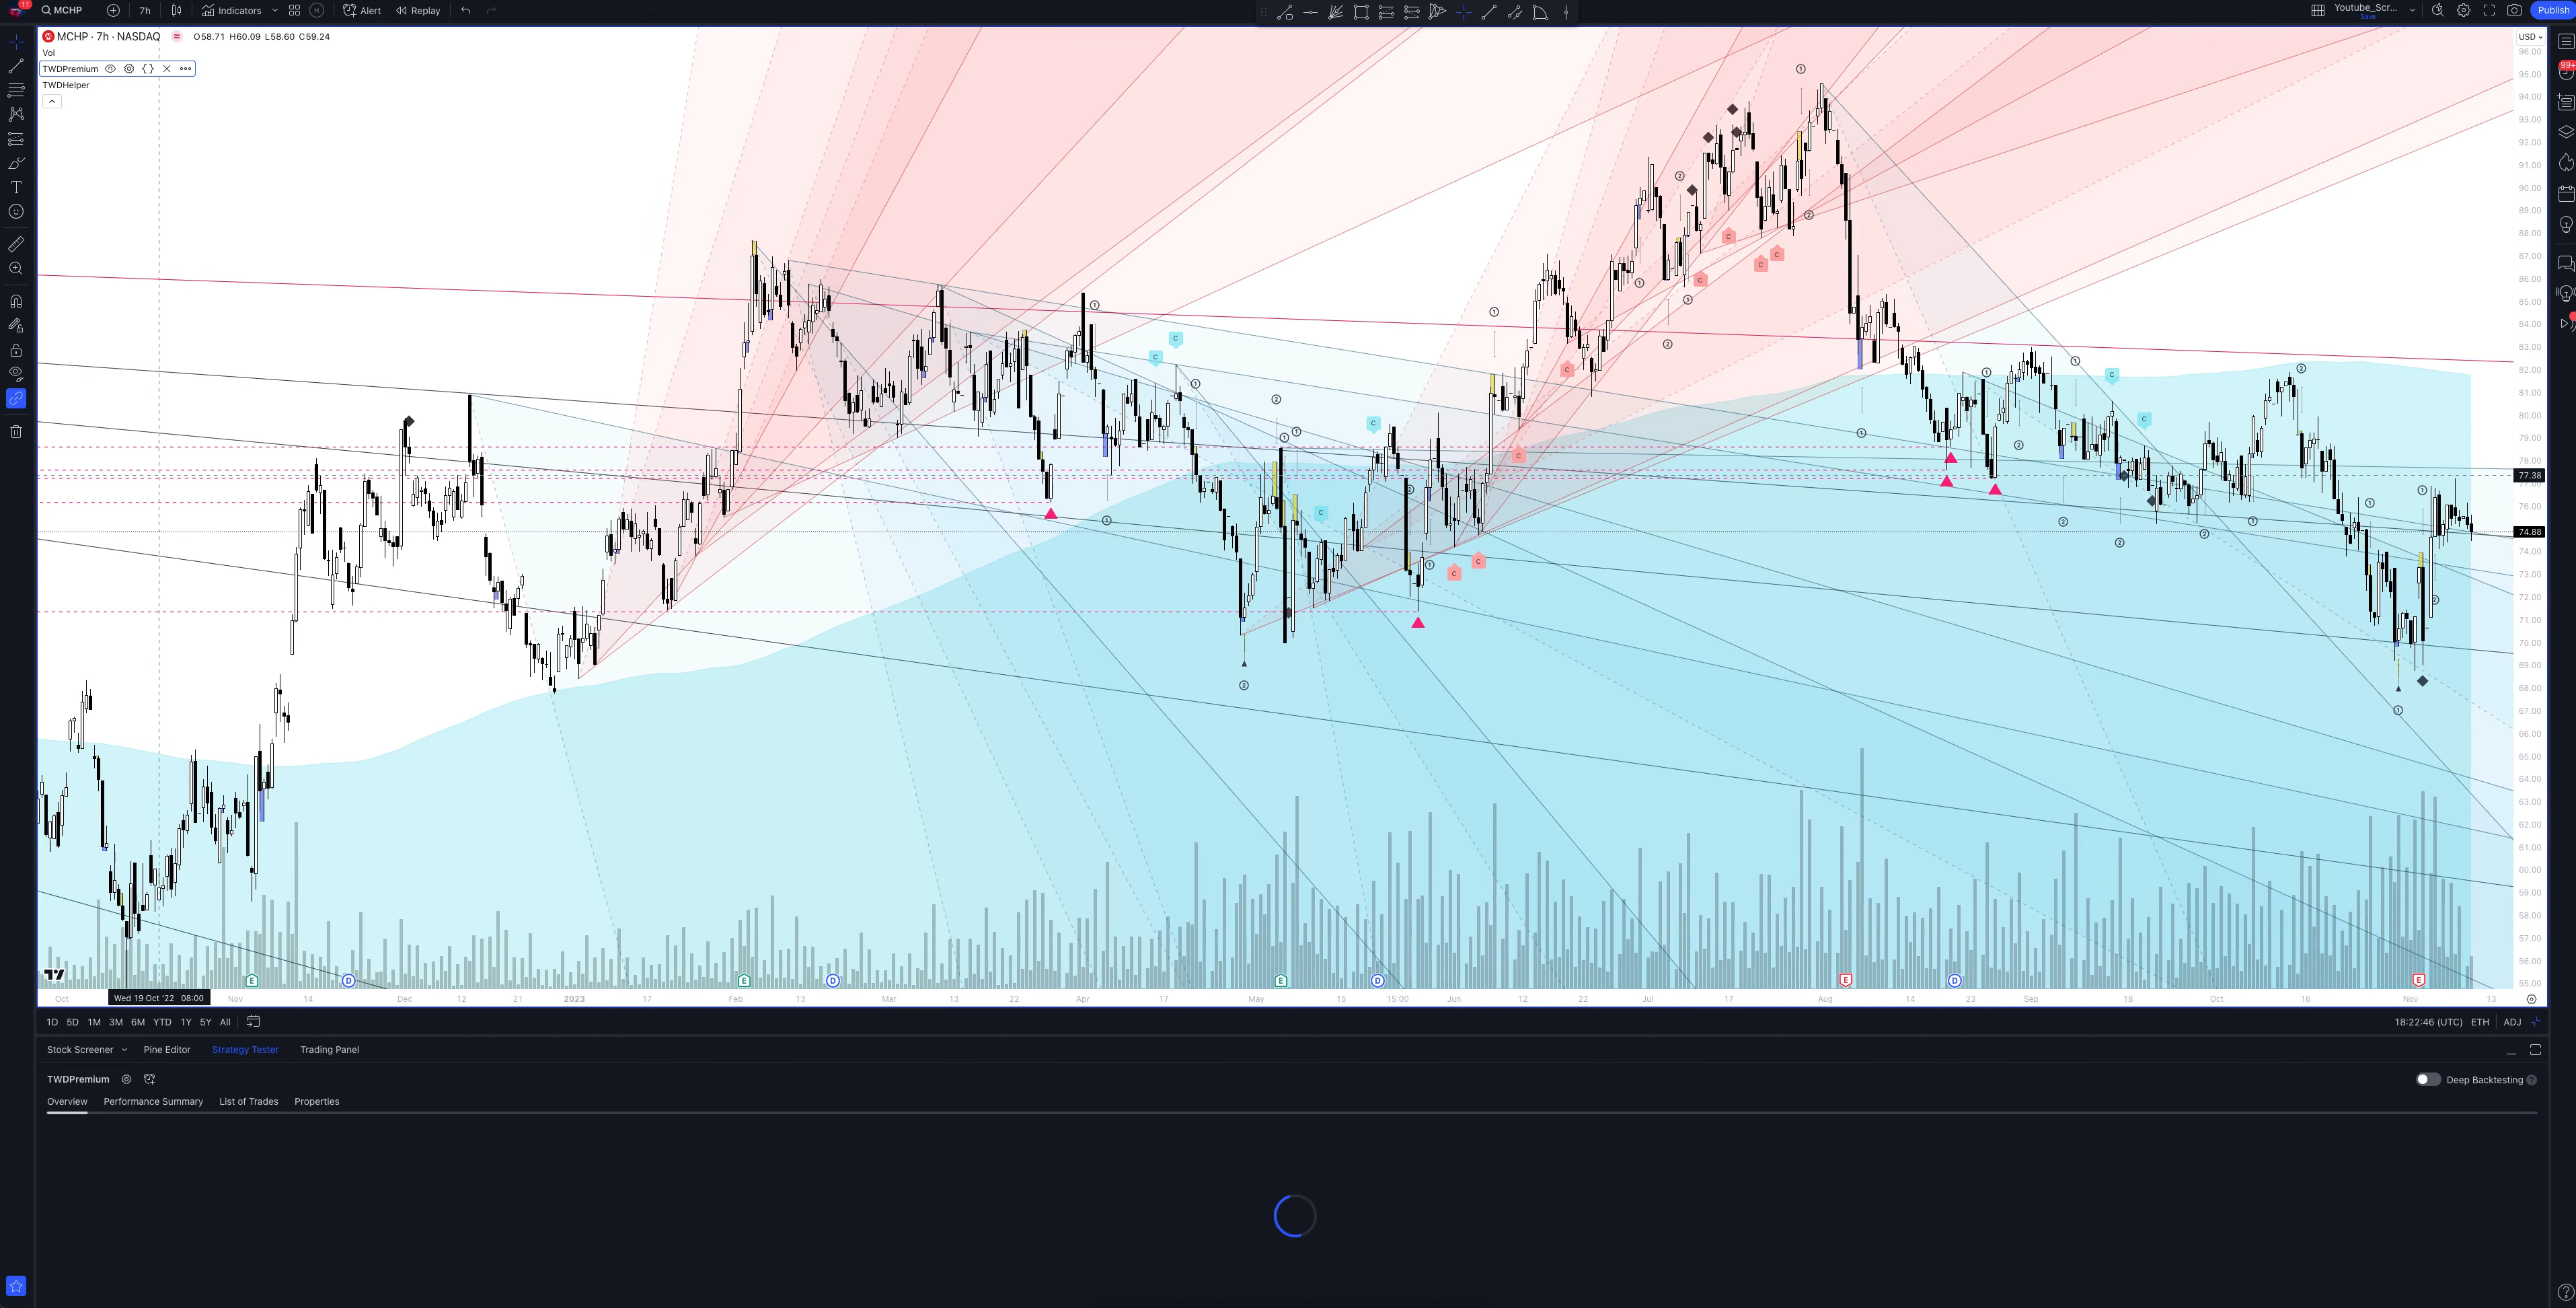 11
MCHP
7h
Indicators
Alert
Replay
Youtube_Scr...
Save
Publish
MCHP · 7h · NASDAQ
O58.71 H60.09 L58.60 C59.24
USD
Vol
TWDPremium
TWDHelper
99+
96.00
95.00
94.00
93.00
92.00
91.00
90.00
89.00
88.00
87.00
86.00
85.00
84.00
83.00
82.00
81.00
80.00
79.00
78.00
77.38
76.00
74.88
74.00
73.00
72.00
71.00
70.00
69.00
68.00
67.00
66.00
65.00
64.00
63.00
62.00
61.00
60.00
59.00
58.00
57.00
56.00
55.00
Oct
Wed 19 Oct '22 08:00
Nov
14
Dec
12
21
2023
17
Feb
13
Mar
13
22
Apr
17
May
15
15:00
Jun
12
22
Jul
17
Aug
14
23
Sep
18
Oct
16
Nov
13
1D 5D 1M 3M 6M YTD 1Y 5Y All
18:22:46 (UTC) ETH ADJ
Stock Screener
Pine Editor
Strategy Tester
Trading Panel
TWDPremium
Deep Backtesting
Overview
Performance Summary
List of Trades
Properties